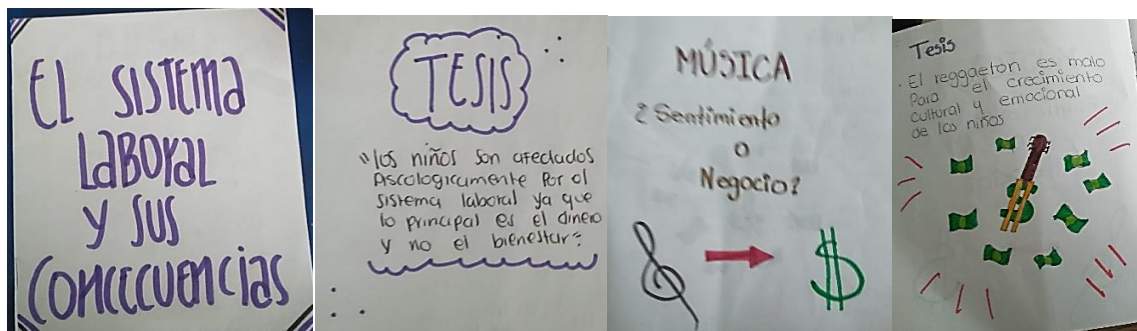 El Sistema
Laboral
y sus
Conccuencias
TESIS
"los niños son afectados
Pscologicamente Por el
sistema laboral ya que
lo principal es el dinero
y no el bienestar"
MÚSICA
¿Sentimiento
o
Negocio?
Tesis
El reggaeton es malo
Para el crecimiento
cultural y emocional
de los niños